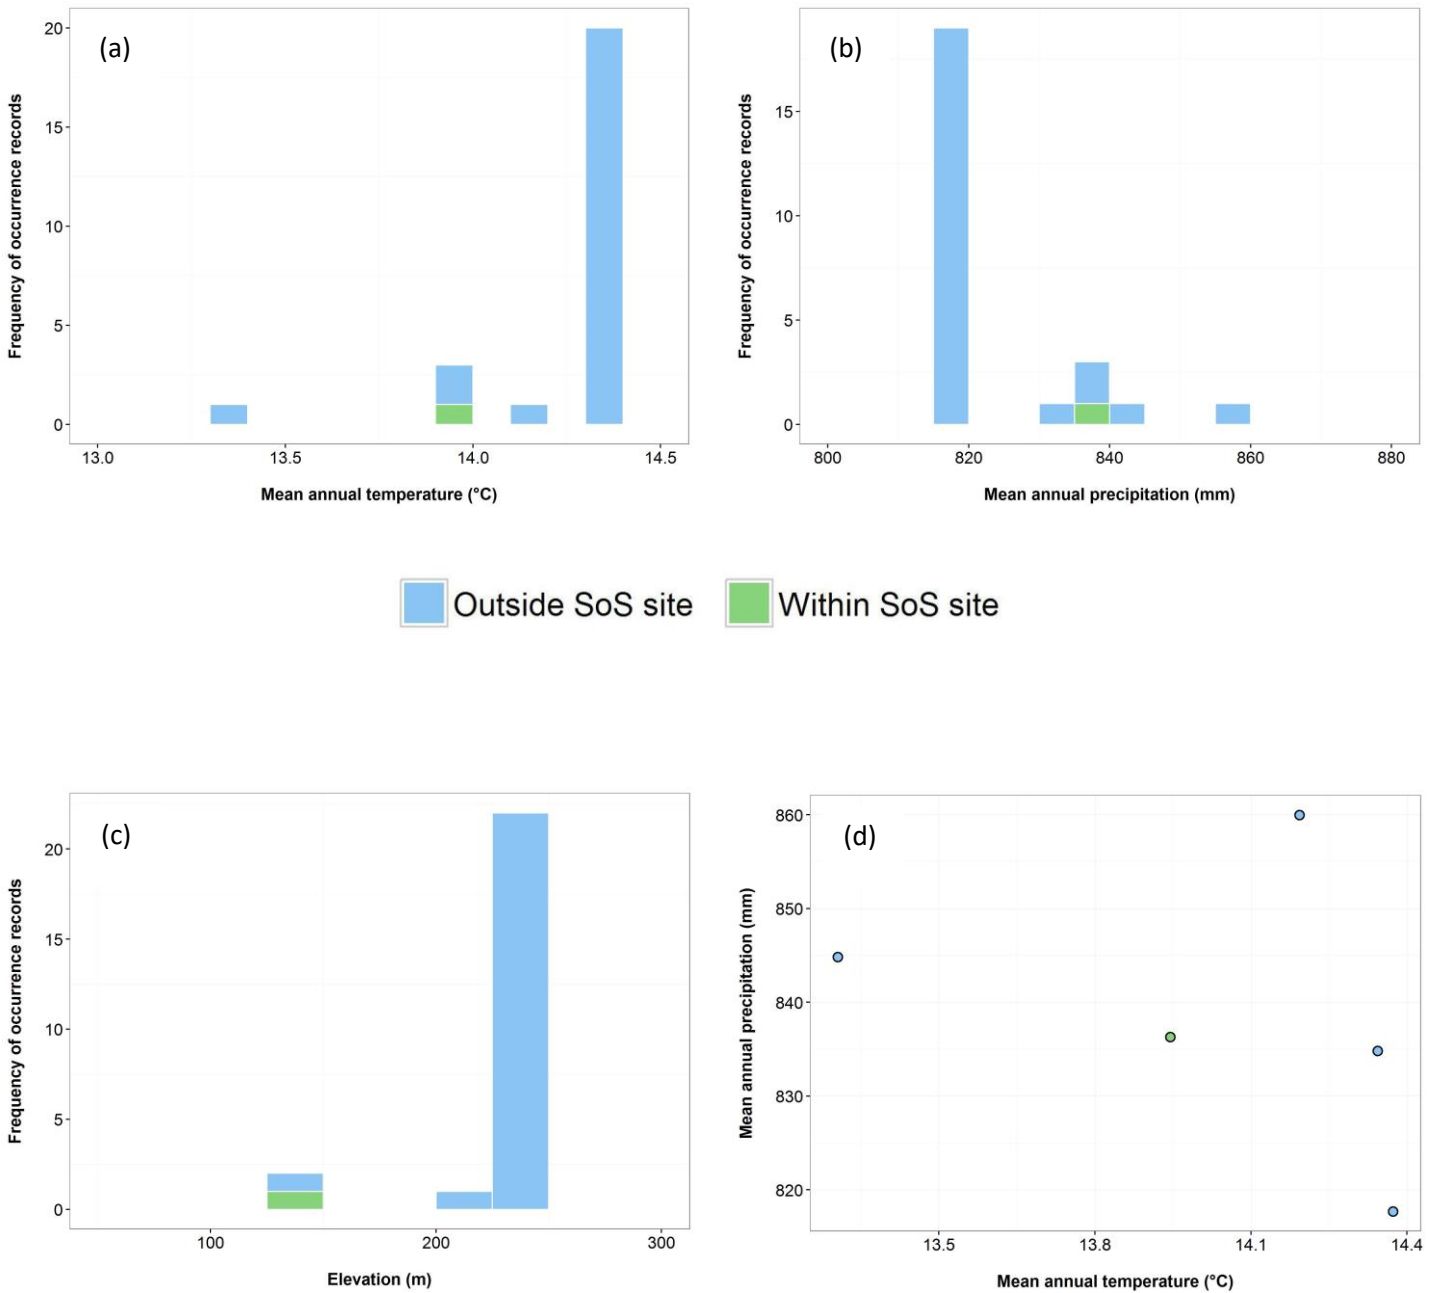 (a)
Frequency of occurrence records
20
15
10
5
0
13.0 13.5 14.0 14.5
Mean annual temperature (°C)
(b)
Frequency of occurrence records
15
10
5
0
800 820 840 860 880
Mean annual precipitation (mm)
Outside SoS site Within SoS site
(c)
Frequency of occurrence records
20
15
10
5
0
100 200 300
Elevation (m)
(d)
Mean annual precipitation (mm)
860
850
840
830
820
13.5 13.8 14.1 14.4
Mean annual temperature (°C)